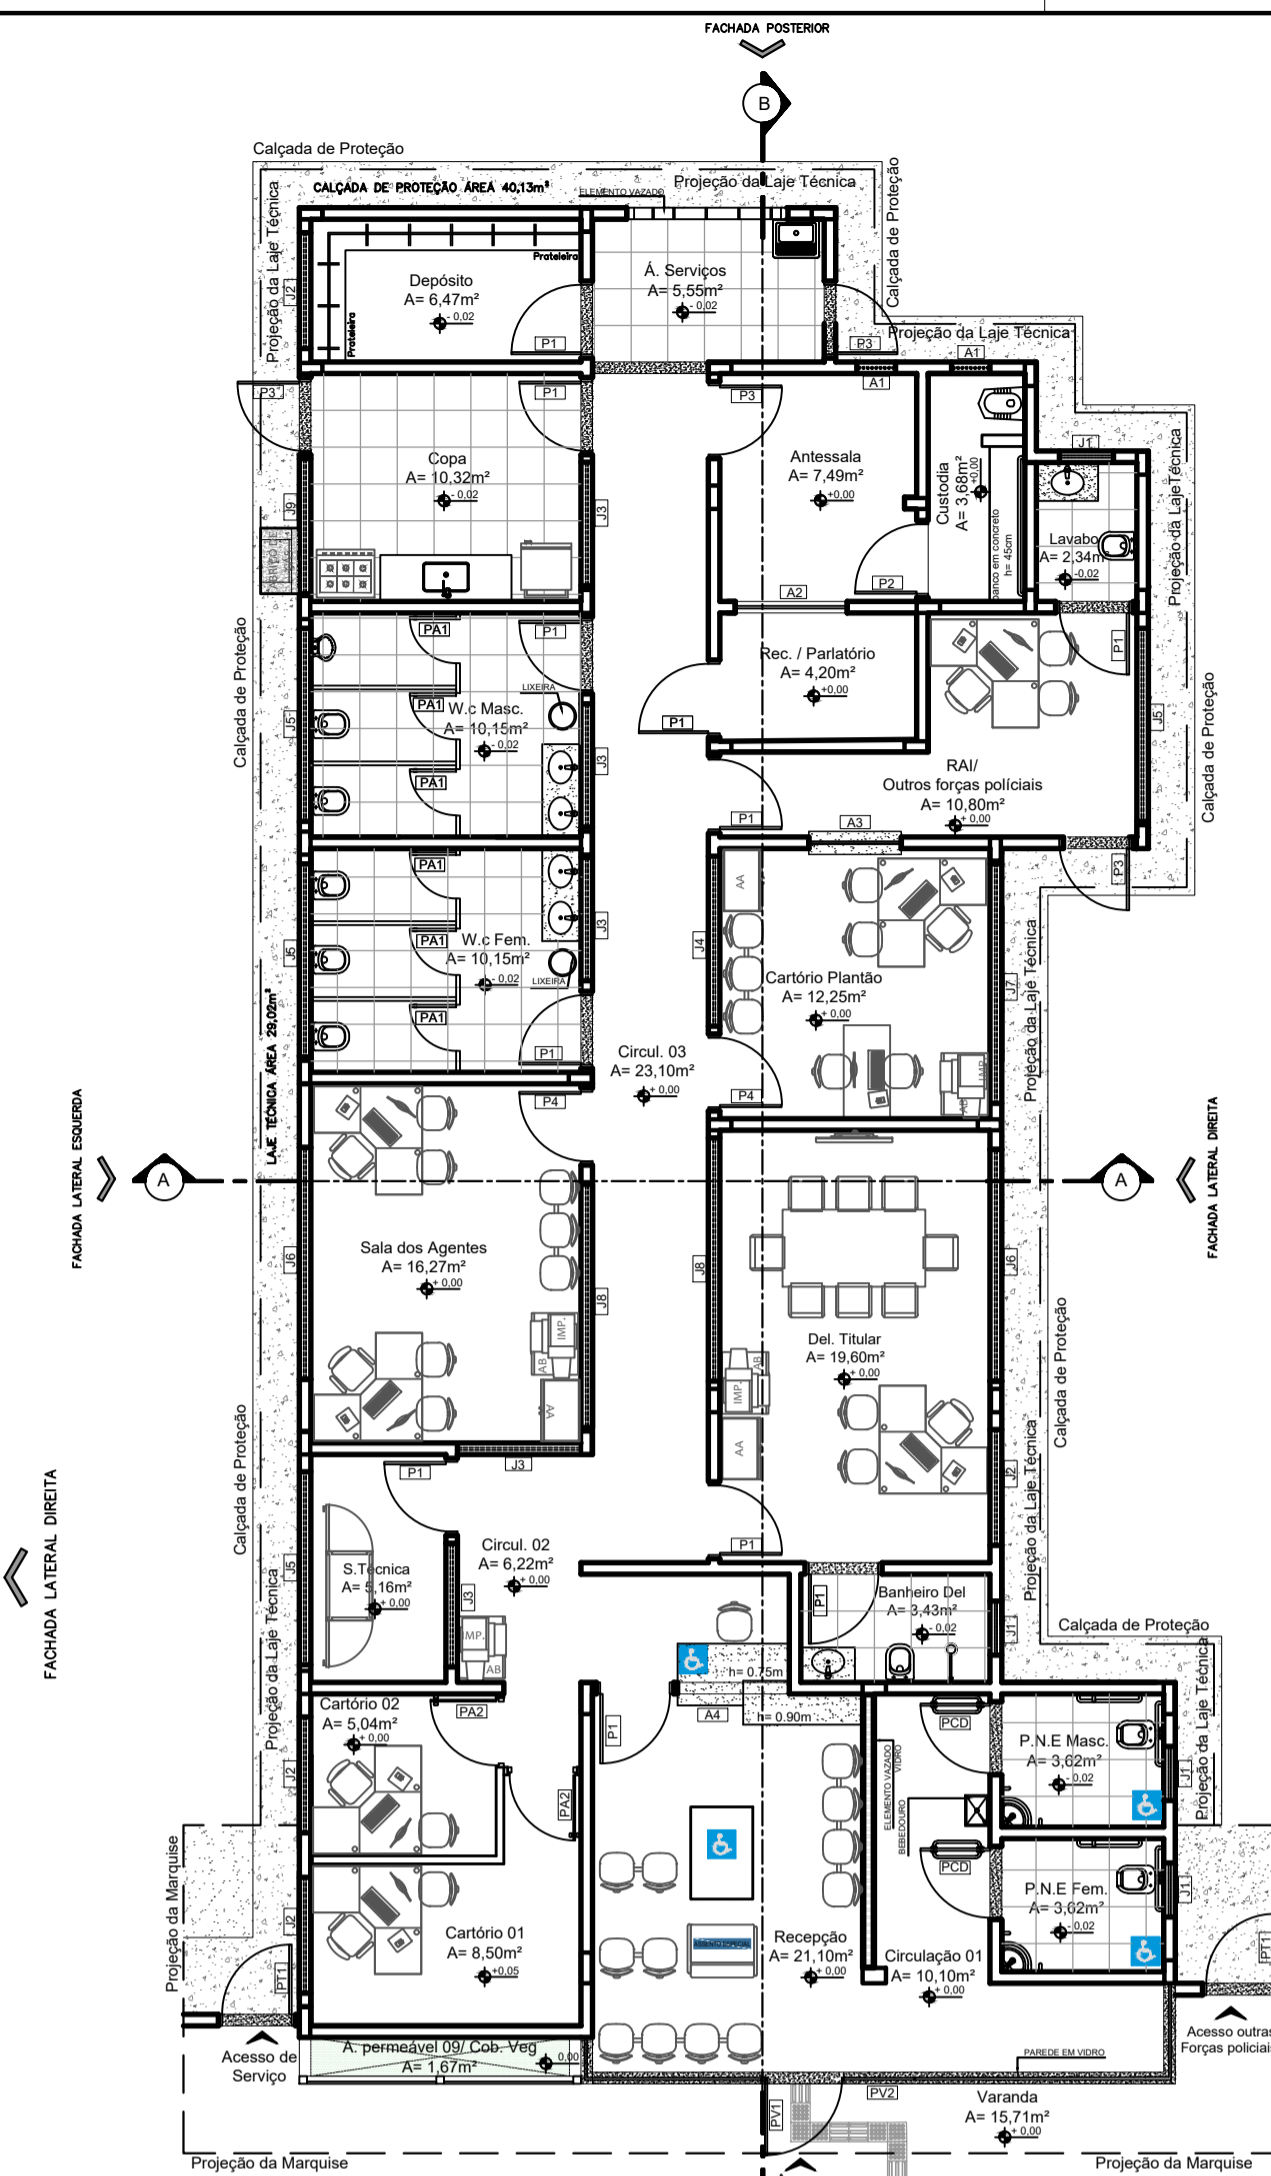 FACHADA POSTERIOR
B
Calçada de Proteção
CALÇADA DE PROTEÇÃO ÁREA 40,13m²
ELEMENTO VAZADO
Projeção da Laje Técnica
Calçada de Proteção
Projeção da Laje Técnica
Prateleira
Depósito
A= 6,47m²
- 0,02
Prateleira
J2
P1
Á. Serviços
A= 5,55m²
- 0,02
P3
Projeção da Laje Técnica
A1
A1
P3
P1
P3
Copa
A= 10,32m²
- 0,02
J9
J3
Antessala
A= 7,49m²
+0,00
Custodia
A= 3,68m²
+0,00
banco em concreto
h= 45cm
J1
Lavabo
A= 2,34m²
-0,02
Projeção da Laje Técnica
P2
A2
P1
PA1
P1
LIXEIRA
W.c Masc.
A= 10,15m²
- 0,02
PA1
PA1
J5
J3
Calçada de Proteção
Rec. / Parlatório
A= 4,20m²
+0,00
P1
J5
Calçada de Proteção
RAI/
Outros forças políciais
A= 10,80m²
+ 0,00
P1
A3
P3
PA1
PA1
PA1
W.c Fem.
A= 10,15m²
- 0,02
LIXEIRA
P1
J5
J3
LAJE TÉCNICA ÁREA 29,02m²
AA
J4
Cartório Plantão
A= 12,25m²
+ 0,00
J7
Projeção da Laje Técnica
IMP.
AB
P4
Circul. 03
A= 23,10m²
+ 0,00
P4
FACHADA LATERAL ESQUERDA
A
A
FACHADA LATERAL DIREITA
Sala dos Agentes
A= 16,27m²
+ 0,00
J6
J8
IMP.
AB
AA
J3
J8
Del. Titular
A= 19,60m²
+ 0,00
IMP.
AB
AA
J6
J2
Calçada de Proteção
Projeção da Laje Técnica
P1
Calçada de Proteção
FACHADA LATERAL DIREITA
P1
S.Técnica
A= 5,16m²
+ 0,00
J5
Projeção da Laje Técnica
Circul. 02
A= 6,22m²
+ 0,00
J3
IMP.
AB
P1
Banheiro Del
A= 3,43m²
- 0,02
J1
Calçada de Proteção
Projeção da Laje Técnica
h= 0.75m
h= 0.90m
A4
P1
Cartório 02
A= 5,04m²
+ 0,00
PA2
PA2
J2
PCD
P.N.E Masc.
A= 3,62m²
- 0,02
J1
ELEMENTO VAZADO
VIDRO
BEBEDOURO
PCD
P.N.E Fem.
A= 3,62m²
- 0,02
J1
Projeção da Marquise
Cartório 01
A= 8,50m²
+0,05
J2
PT1
ASSENTO ESPECIAL
Recepção
A= 21,10m²
+ 0,00
Circulação 01
A= 10,10m²
+ 0,00
PT1
Acesso de
Serviço
A. permeável 09/ Cob. Veg
A= 1,67m²
0,00
Acesso outras
Forças policiais
PAREDE EM VIDRO
PV1
PV2
Varanda
A= 15,71m²
+ 0,00
Projeção da Marquise
Projeção da Marquise